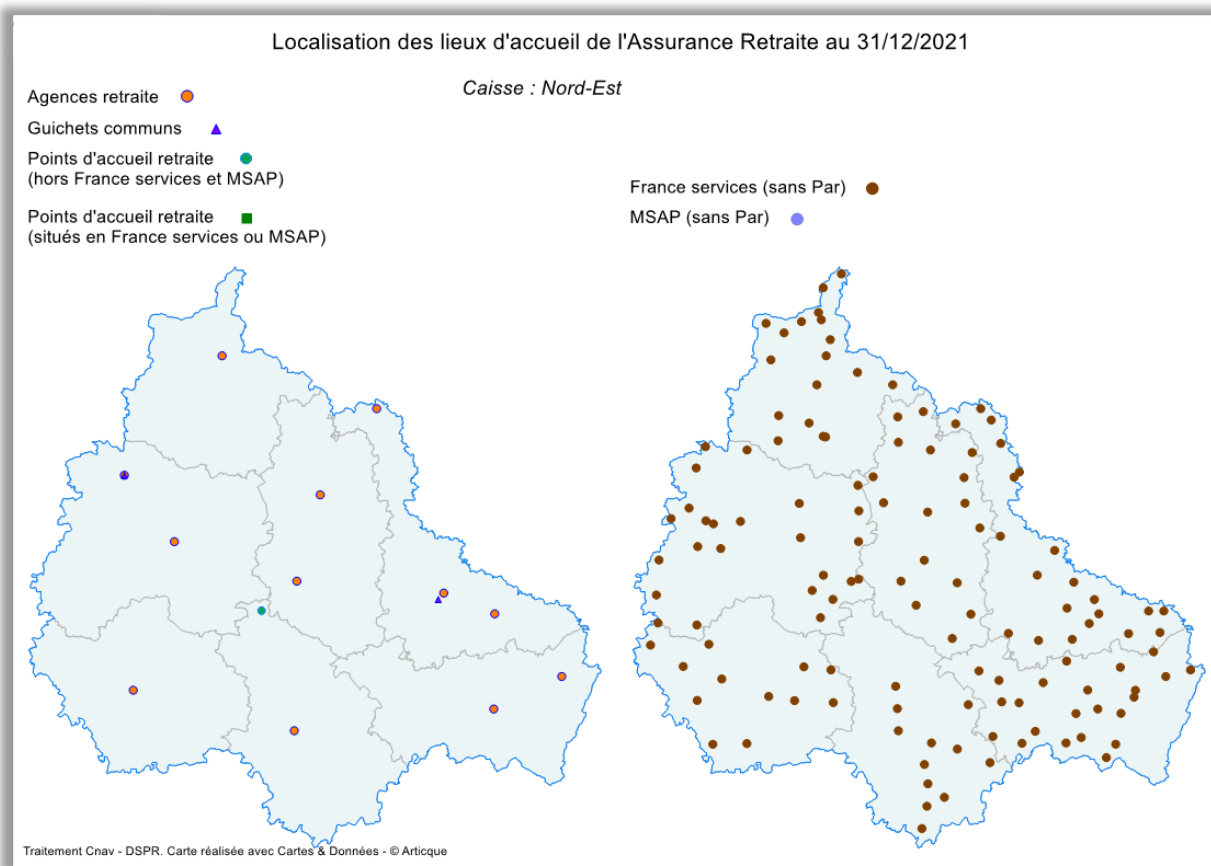 Localisation des lieux d'accueil de l'Assurance Retraite au 31/12/2021
Caisse : Nord-Est
Agences retraite
Guichets communs
Points d'accueil retraite
(hors France services et MSAP)
Points d'accueil retraite
(situés en France services ou MSAP)
France services (sans Par)
MSAP (sans Par)
Traitement Cnav - DSPR. Carte réalisée avec Cartes & Données - © Articque